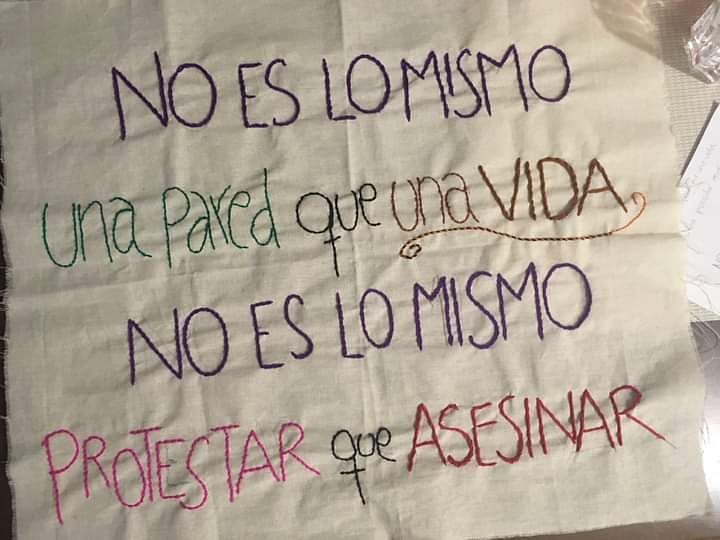 NO ES LO MISMO
una pared que una VIDA,
NO ES LO MISMO
PROTESTAR que ASESINAR